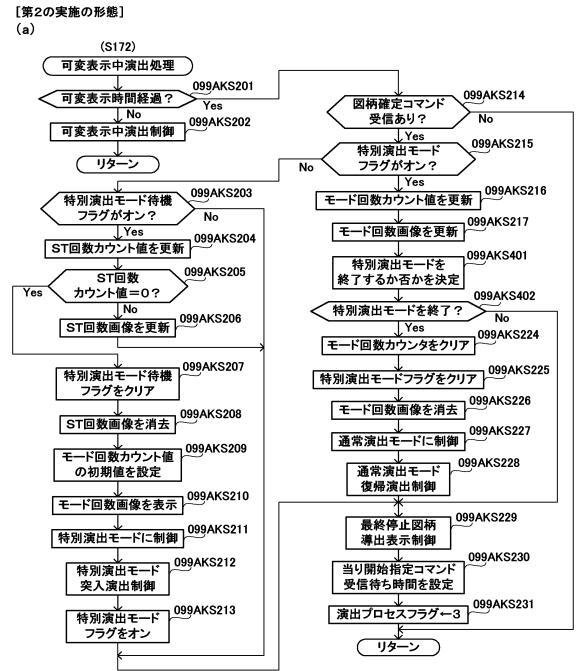 [第2の実施の形態]
(a)
(S172)
可変表示中演出処理
099AKS201
可変表示時間経過?
Yes
No
099AKS202
可変表示中演出制御
リターン
099AKS203
特別演出モード待機
フラグがオン?
No
Yes
099AKS204
ST回数カウント値を更新
099AKS205
ST回数
カウント値=0?
Yes
No
099AKS206
ST回数画像を更新
099AKS207
特別演出モード待機
フラグをクリア
099AKS208
ST回数画像を消去
099AKS209
モード回数カウント値
の初期値を設定
099AKS210
モード回数画像を表示
099AKS211
特別演出モードに制御
099AKS212
特別演出モード
突入演出制御
099AKS213
特別演出モード
フラグをオン
099AKS214
図柄確定コマンド
受信あり?
No
Yes
099AKS215
特別演出モード
フラグがオン?
No
Yes
099AKS216
モード回数カウント値を更新
099AKS217
モード回数画像を更新
099AKS401
特別演出モードを
終了するか否かを決定
099AKS402
特別演出モードを終了?
No
Yes
099AKS224
モード回数カウンタをクリア
099AKS225
特別演出モードフラグをクリア
099AKS226
モード回数画像を消去
099AKS227
通常演出モードに制御
099AKS228
通常演出モード
復帰演出制御
099AKS229
最終停止図柄
導出表示制御
099AKS230
当り開始指定コマンド
受信待ち時間を設定
099AKS231
演出プロセスフラグ←3
リターン